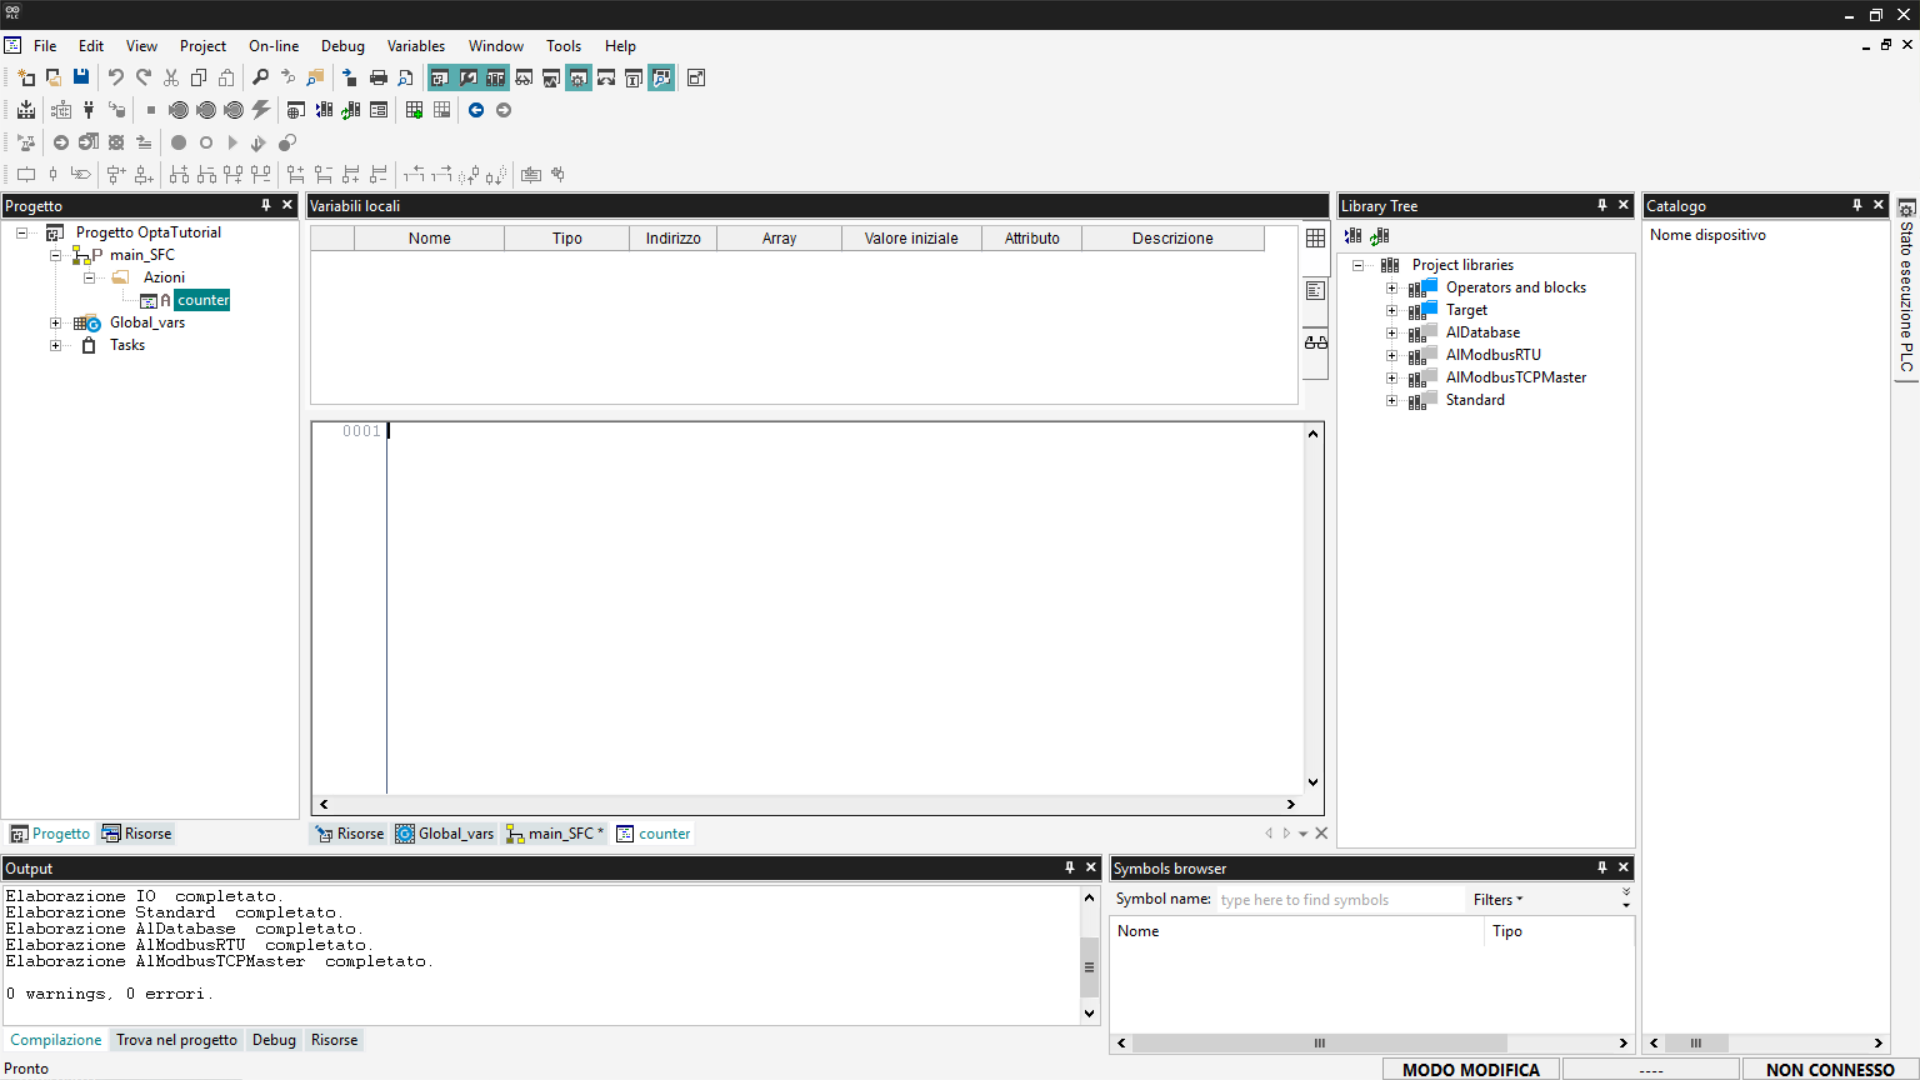 PLC
File Edit View Project On-line Debug Variables Window Tools Help
Progetto
Progetto OptaTutorial
P main_SFC
Azioni
A counter
Global_vars
Tasks
Progetto Risorse
Variabili locali
Nome Tipo Indirizzo Array Valore iniziale Attributo Descrizione
0001
Risorse Global_vars main_SFC * counter
Library Tree
Project libraries
Operators and blocks
Target
AlDatabase
AlModbusRTU
AlModbusTCPMaster
Standard
Catalogo
Nome dispositivo
Stato esecuzione PLC
Output
Elaborazione IO completato.
Elaborazione Standard completato.
Elaborazione AlDatabase completato.
Elaborazione AlModbusRTU completato.
Elaborazione AlModbusTCPMaster completato.
0 warnings, 0 errori.
Compilazione Trova nel progetto Debug Risorse
Symbols browser
Symbol name: type here to find symbols Filters
Nome Tipo
Pronto
MODO MODIFICA ---- NON CONNESSO